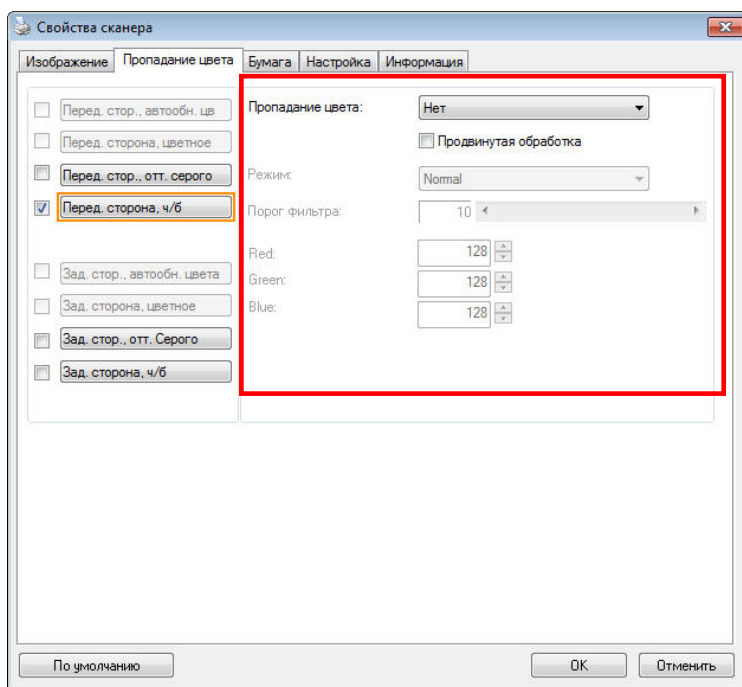 Свойства сканера
Изображение Пропадание цвета Бумага Настройка Информация
Перед. стор., автообн. цв
Перед. сторона, цветное
Перед. стор., отт. серого
Перед. сторона, ч/б
Зад. стор., автообн. цвета
Зад. сторона, цветное
Зад. стор., отт. Серого
Зад. сторона, ч/б
Пропадание цвета: Нет
Продвинутая обработка
Режим: Normal
Порог фильтра: 10
Red: 128
Green: 128
Blue: 128
По умолчанию OK Отменить